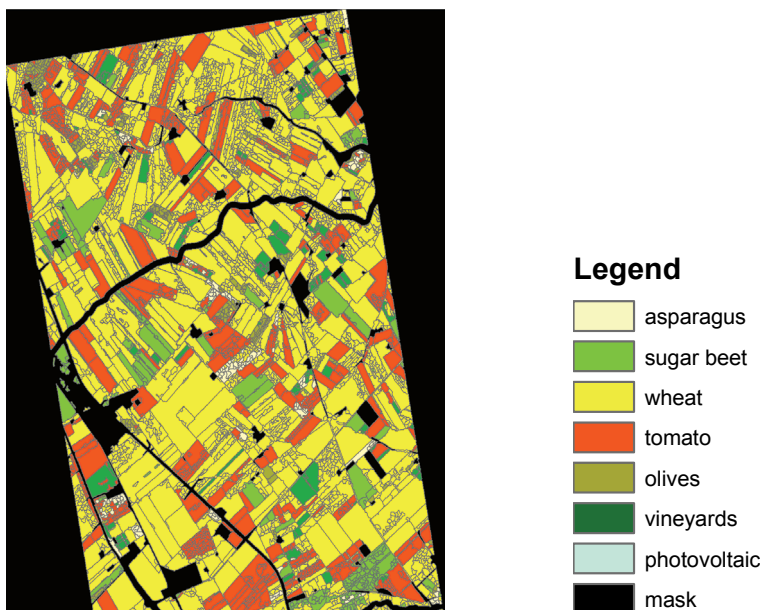 Legend
asparagus
sugar beet
wheat
tomato
olives
vineyards
photovoltaic
mask